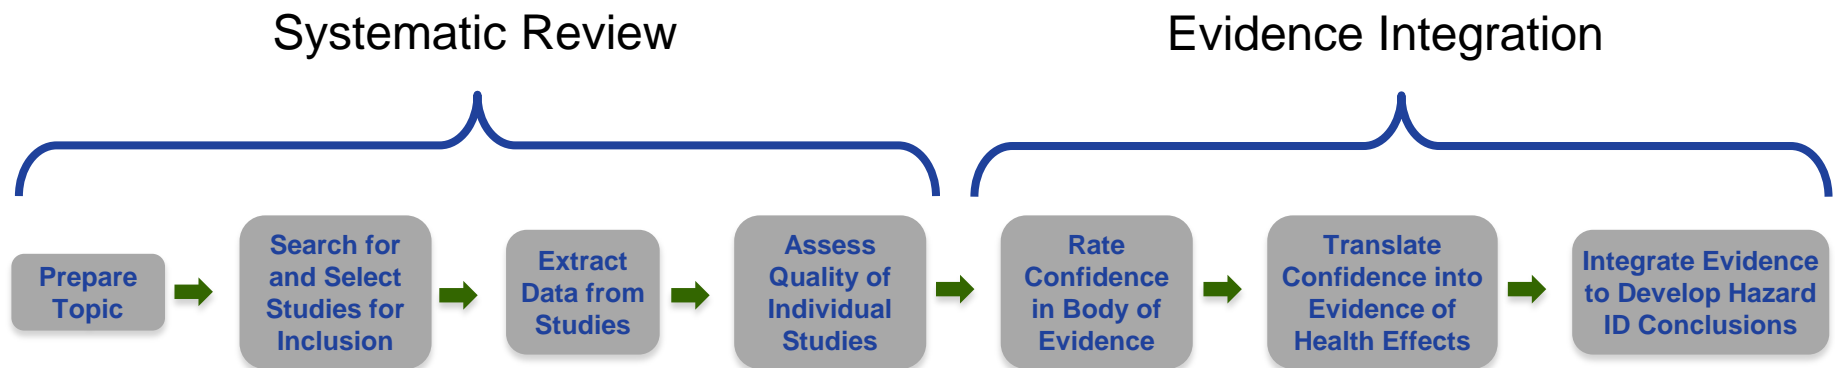 Systematic Review
Evidence Integration
Prepare
Topic
Search for
and Select
Studies for
Inclusion
Extract
Data from
Studies
Assess
Quality of
Individual
Studies
Rate
Confidence
in Body of
Evidence
Translate
Confidence into
Evidence of
Health Effects
Integrate Evidence
to Develop Hazard
ID Conclusions